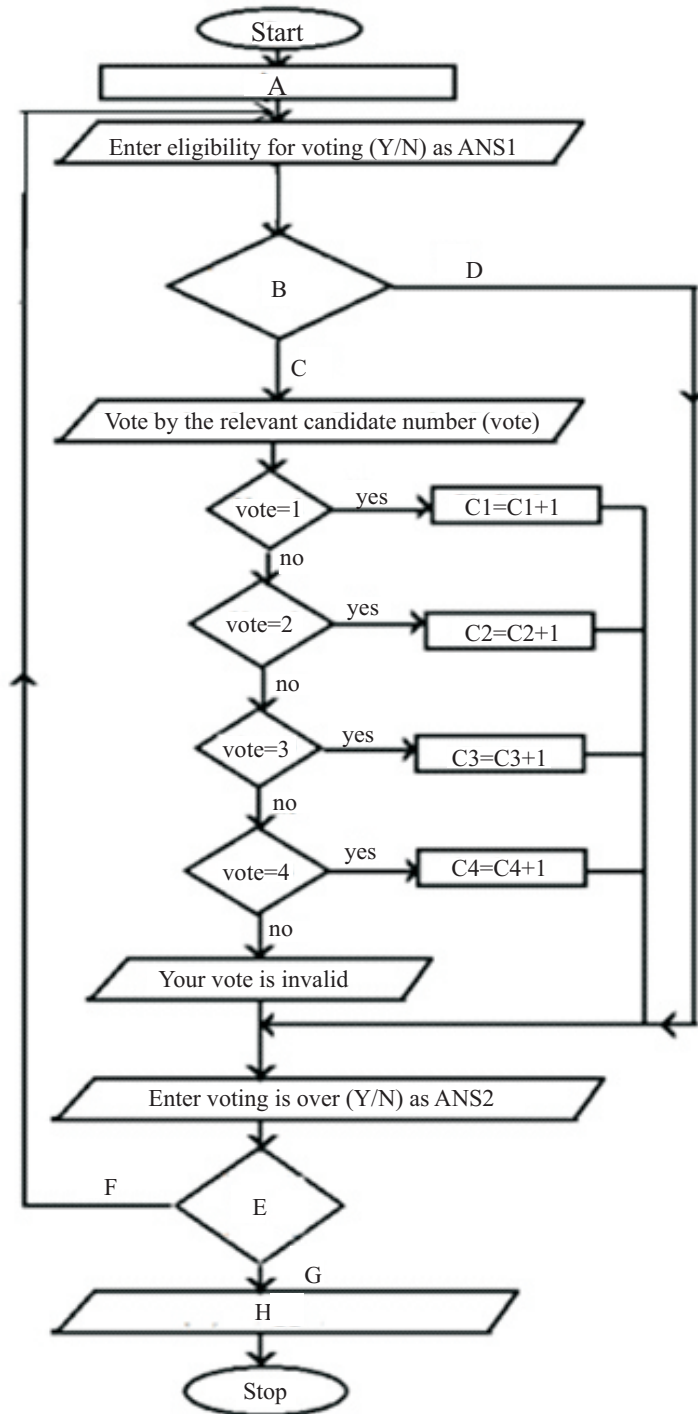 Start
A
Enter eligibility for voting (Y/N) as ANS1
B
D
C
Vote by the relevant candidate number (vote)
vote=1
yes
C1=C1+1
no
vote=2
yes
C2=C2+1
no
vote=3
yes
C3=C3+1
no
vote=4
yes
C4=C4+1
no
Your vote is invalid
Enter voting is over (Y/N) as ANS2
F
E
G
H
Stop